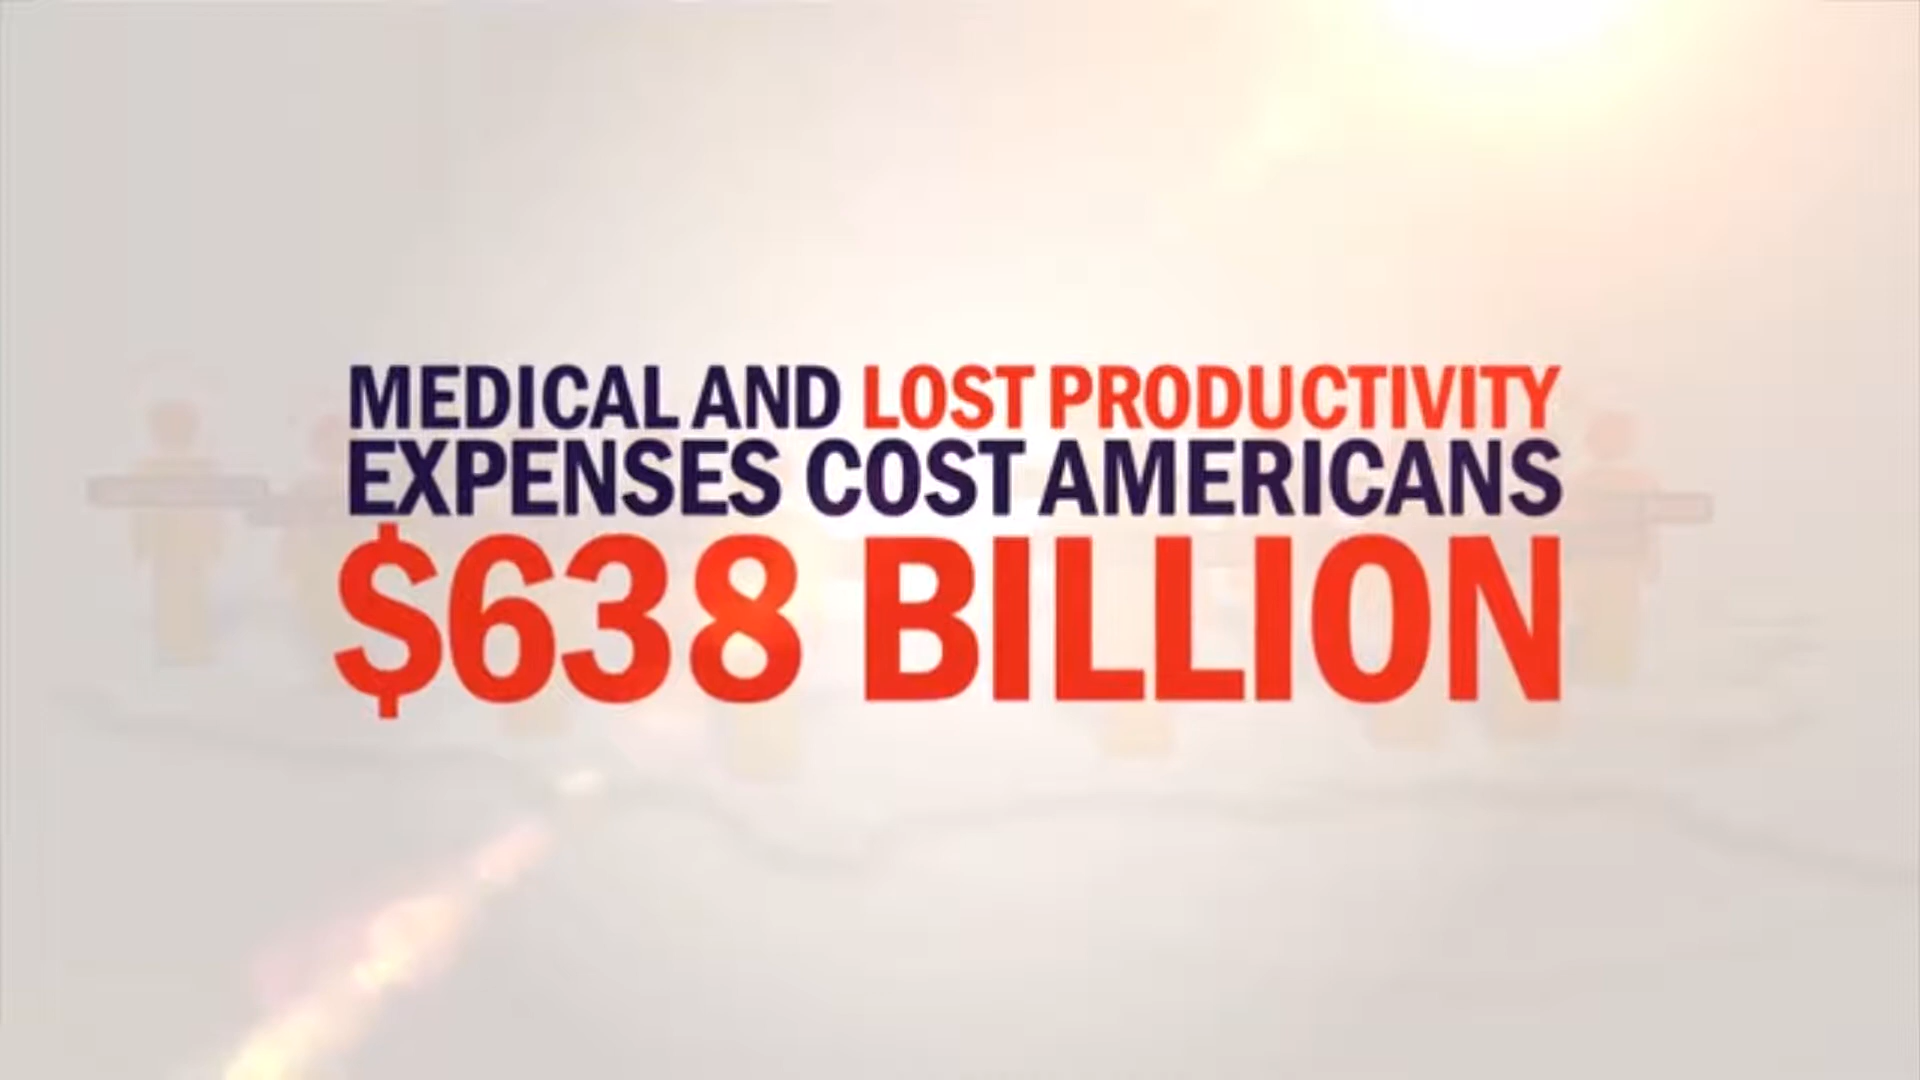 MEDICAL AND LOST PRODUCTIVITY
EXPENSES COST AMERICANS
$638 BILLION